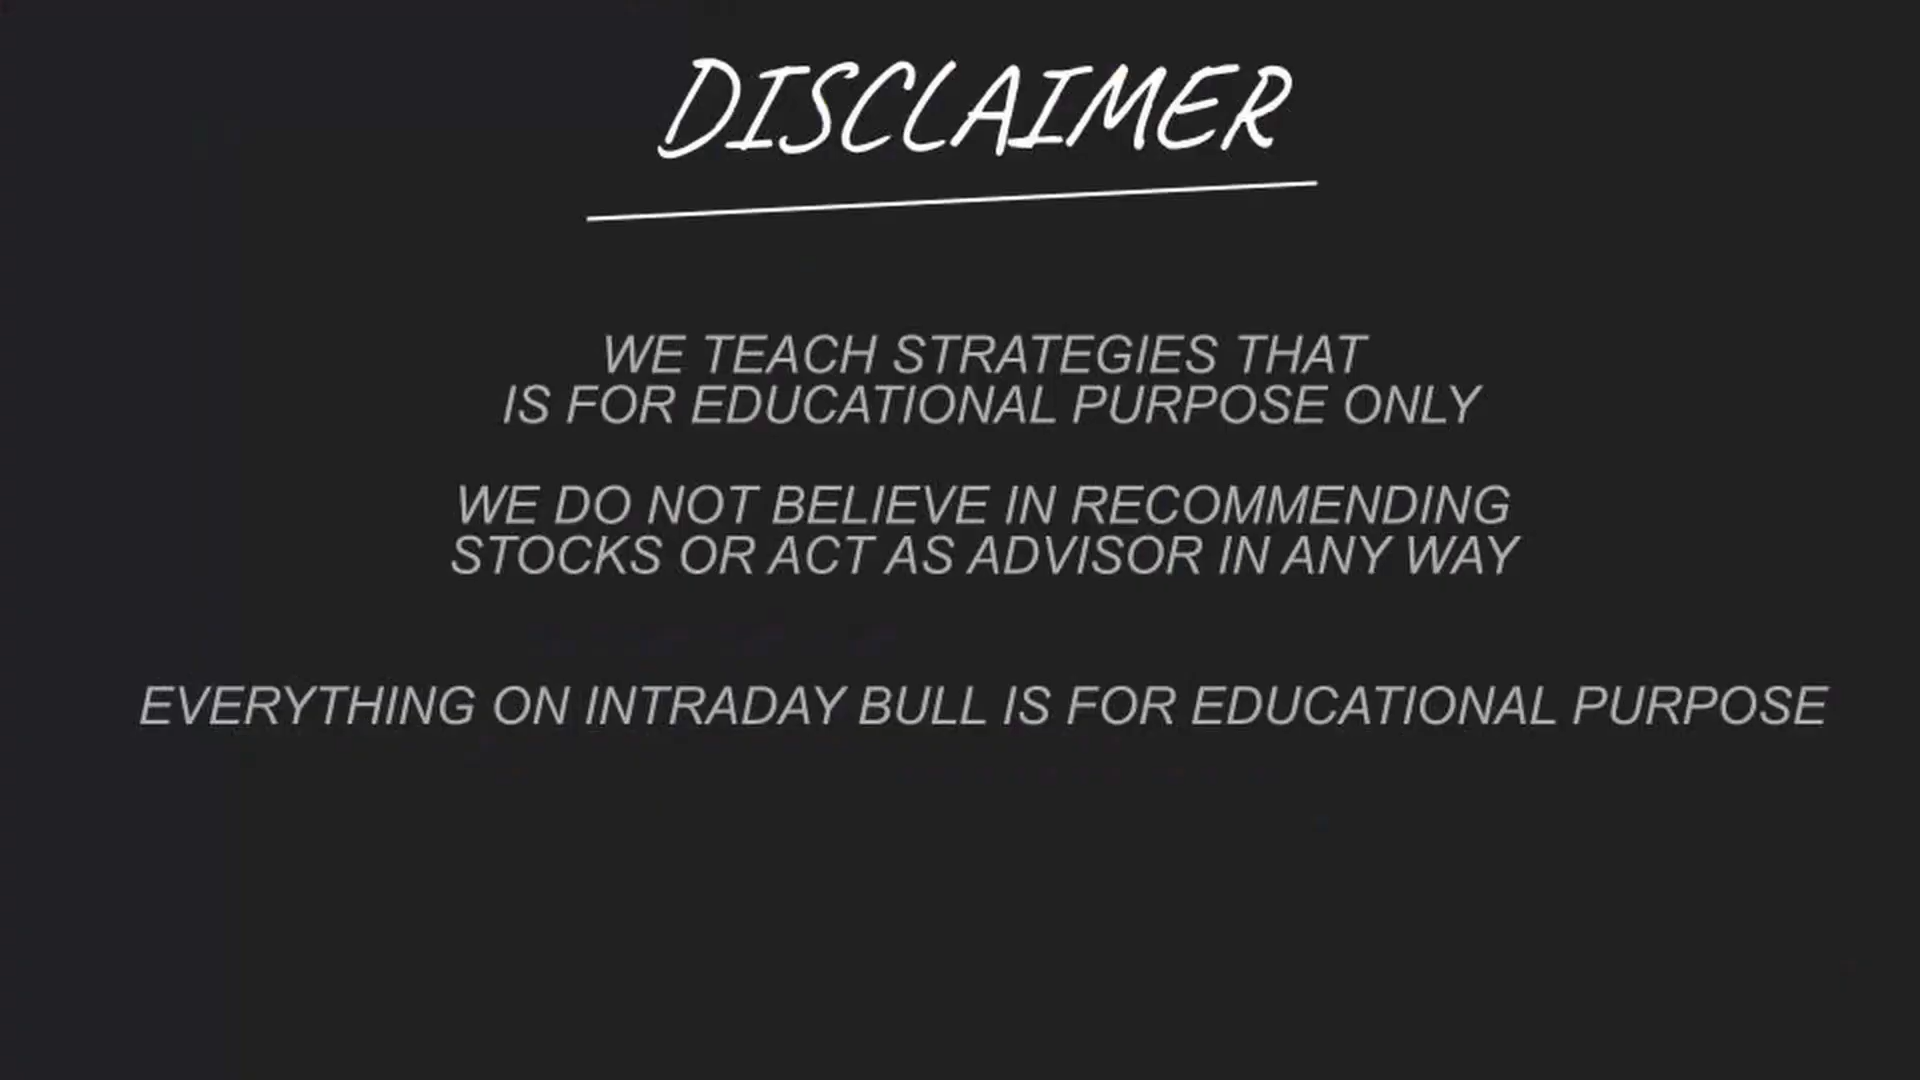 DISCLAIMER
WE TEACH STRATEGIES THAT
IS FOR EDUCATIONAL PURPOSE ONLY
WE DO NOT BELIEVE IN RECOMMENDING
STOCKS OR ACT AS ADVISOR IN ANY WAY
EVERYTHING ON INTRADAY BULL IS FOR EDUCATIONAL PURPOSE